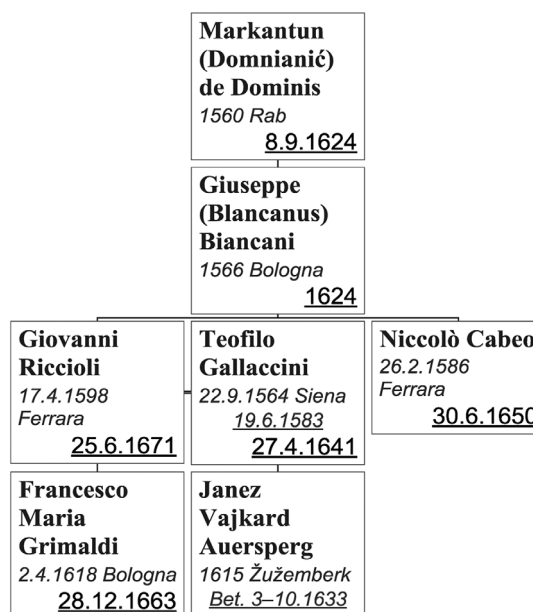 Markantun
(Domnianić)
de Dominis
1560 Rab
8.9.1624
Giuseppe
(Blancanus)
Biancani
1566 Bologna
1624
Giovanni
Riccioli
17.4.1598
Ferrara
25.6.1671
Teofilo
Gallaccini
22.9.1564 Siena
19.6.1583
27.4.1641
Niccolò Cabeo
26.2.1586
Ferrara
30.6.1650
Francesco
Maria
Grimaldi
2.4.1618 Bologna
28.12.1663
Janez
Vajkard
Auersperg
1615 Žužemberk
Bet. 3–10.1633